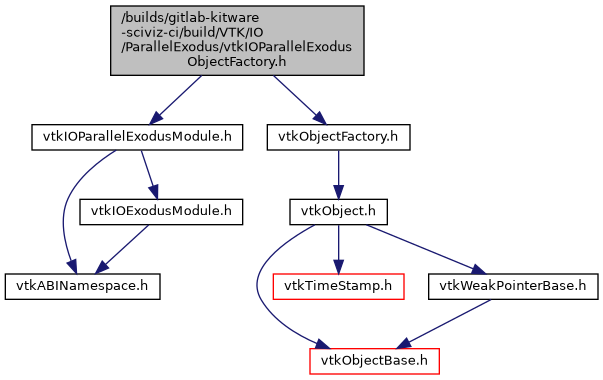 /builds/gitlab-kitware
-sciviz-ci/build/VTK/IO
/ParallelExodus/vtkIOParallelExodus
ObjectFactory.h
vtkIOParallelExodusModule.h
vtkObjectFactory.h
vtkIOExodusModule.h
vtkObject.h
vtkABINamespace.h
vtkTimeStamp.h
vtkWeakPointerBase.h
vtkObjectBase.h